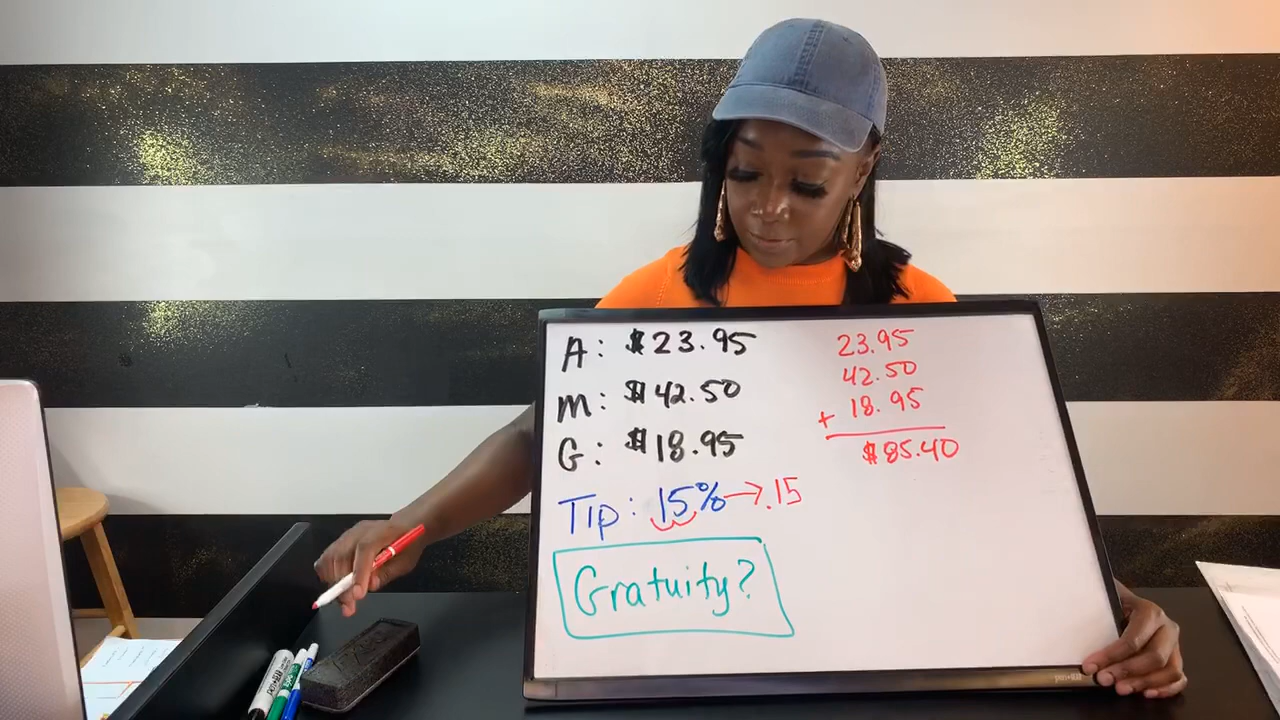 A: $23.95
M: $42.50
G: $18.95
Tip: 15% → .15
Gratuity?
23.95
42.50
+ 18.95
$85.40